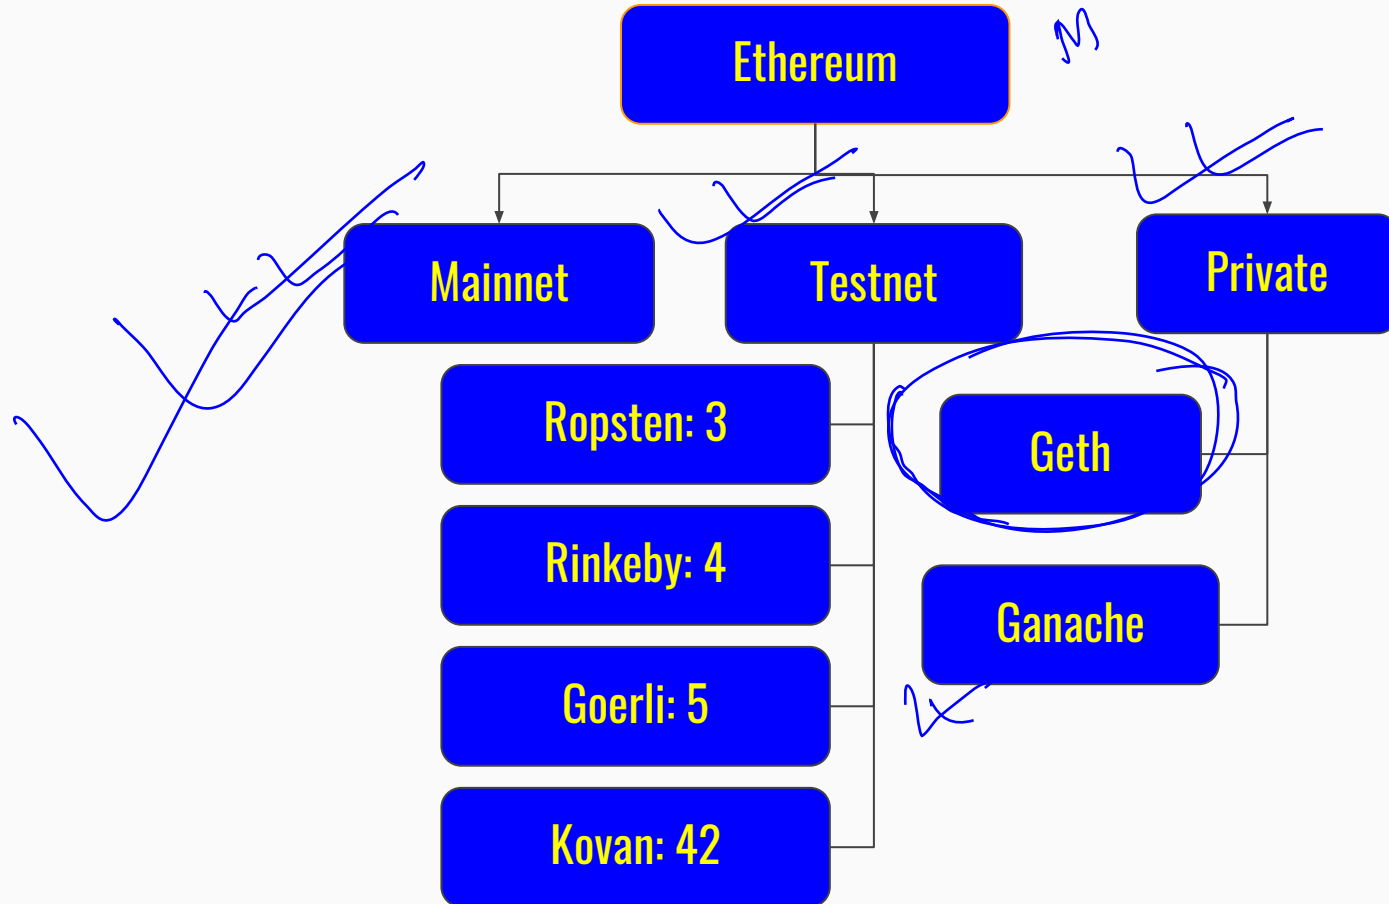 Ethereum
Mainnet
Testnet
Private
Ropsten: 3
Rinkeby: 4
Goerli: 5
Kovan: 42
Geth
Ganache